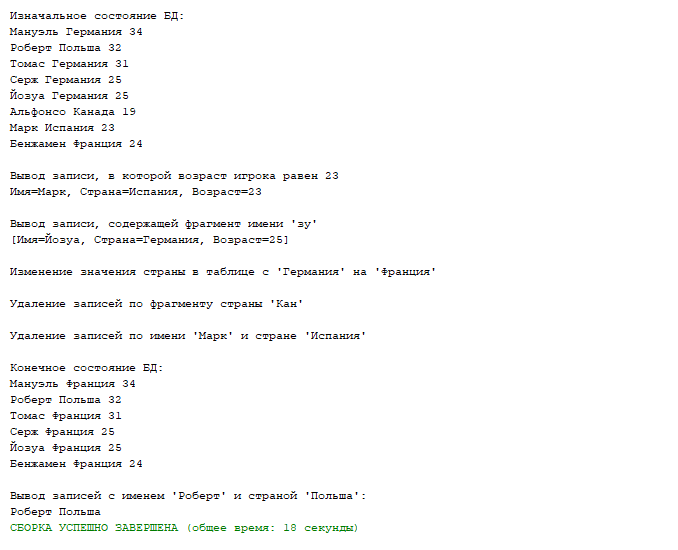 Изначальное состояние БД:
Мануэль Германия 34
Роберт Польша 32
Томас Германия 31
Серж Германия 25
Йозуа Германия 25
Альфонсо Канада 19
Марк Испания 23
Бенжамен Франция 24
Вывод записи, в которой возраст игрока равен 23
Имя=Марк, Страна=Испания, Возраст=23
Вывод записи, содержащей фрагмент имени 'зу'
[Имя=Йозуа, Страна=Германия, Возраст=25]
Изменение значения страны в таблице с 'Германия' на 'Франция'
Удаление записей по фрагменту страны 'Кан'
Удаление записей по имени 'Марк' и стране 'Испания'
Конечное состояние БД:
Мануэль Франция 34
Роберт Польша 32
Томас Франция 31
Серж Франция 25
Йозуа Франция 25
Бенжамен Франция 24
Вывод записей с именем 'Роберт' и страной 'Польша':
Роберт Польша
СБОРКА УСПЕШНО ЗАВЕРШЕНА (общее время: 18 секунды)